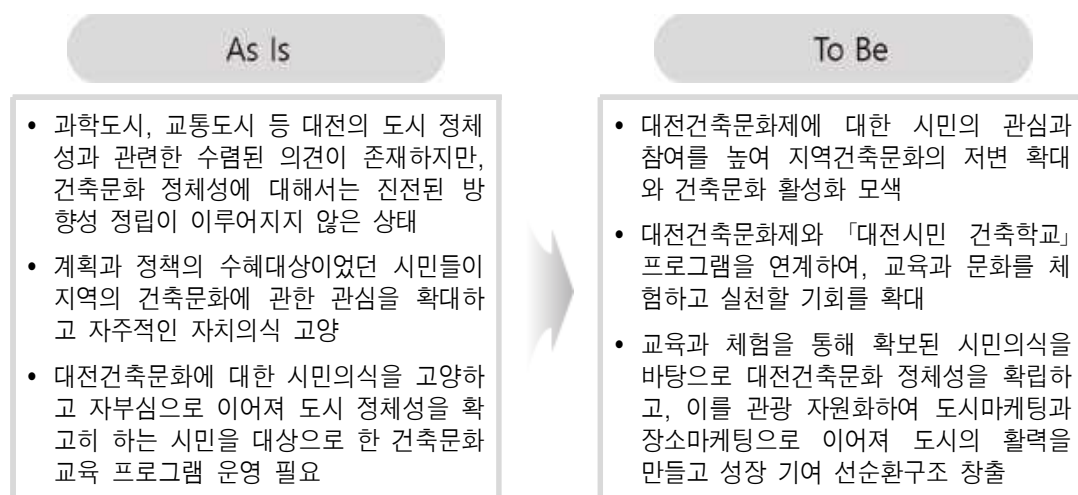 As Is
• 과학도시, 교통도시 등 대전의 도시 정체
성과 관련한 수렴된 의견이 존재하지만,
건축문화 정체성에 대해서는 진전된 방
향성 정립이 이루어지지 않은 상태
• 계획과 정책의 수혜대상이었던 시민들이
지역의 건축문화에 관한 관심을 확대하
고 자주적인 자치의식 고양
• 대전건축문화에 대한 시민의식을 고양하
고 자부심으로 이어져 도시 정체성을 확
고히 하는 시민을 대상으로 한 건축문화
교육 프로그램 운영 필요
To Be
• 대전건축문화제에 대한 시민의 관심과
참여를 높여 지역건축문화의 저변 확대
와 건축문화 활성화 모색
• 대전건축문화제와 「대전시민 건축학교」
프로그램을 연계하여, 교육과 문화를 체
험하고 실천할 기회를 확대
• 교육과 체험을 통해 확보된 시민의식을
바탕으로 대전건축문화 정체성을 확립하
고, 이를 관광 자원화하여 도시마케팅과
장소마케팅으로 이어져 도시의 활력을
만들고 성장 기여 선순환구조 창출